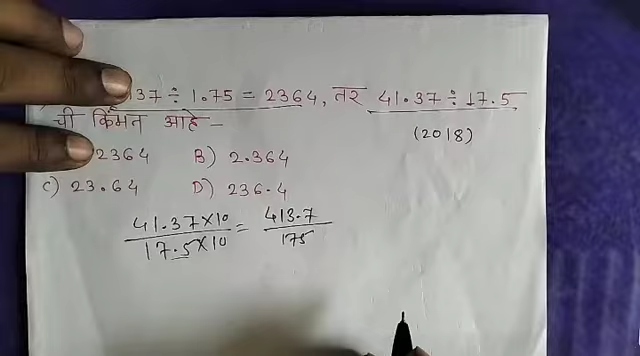 37 ÷ 1.75 = 2364, तर 41.37 ÷ 17.5
ची किंमत आहे –
(2018)
2364 B) 2.364
C) 23.64 D) 236.4
41.37×10 / 17.5×10 = 413.7 / 175